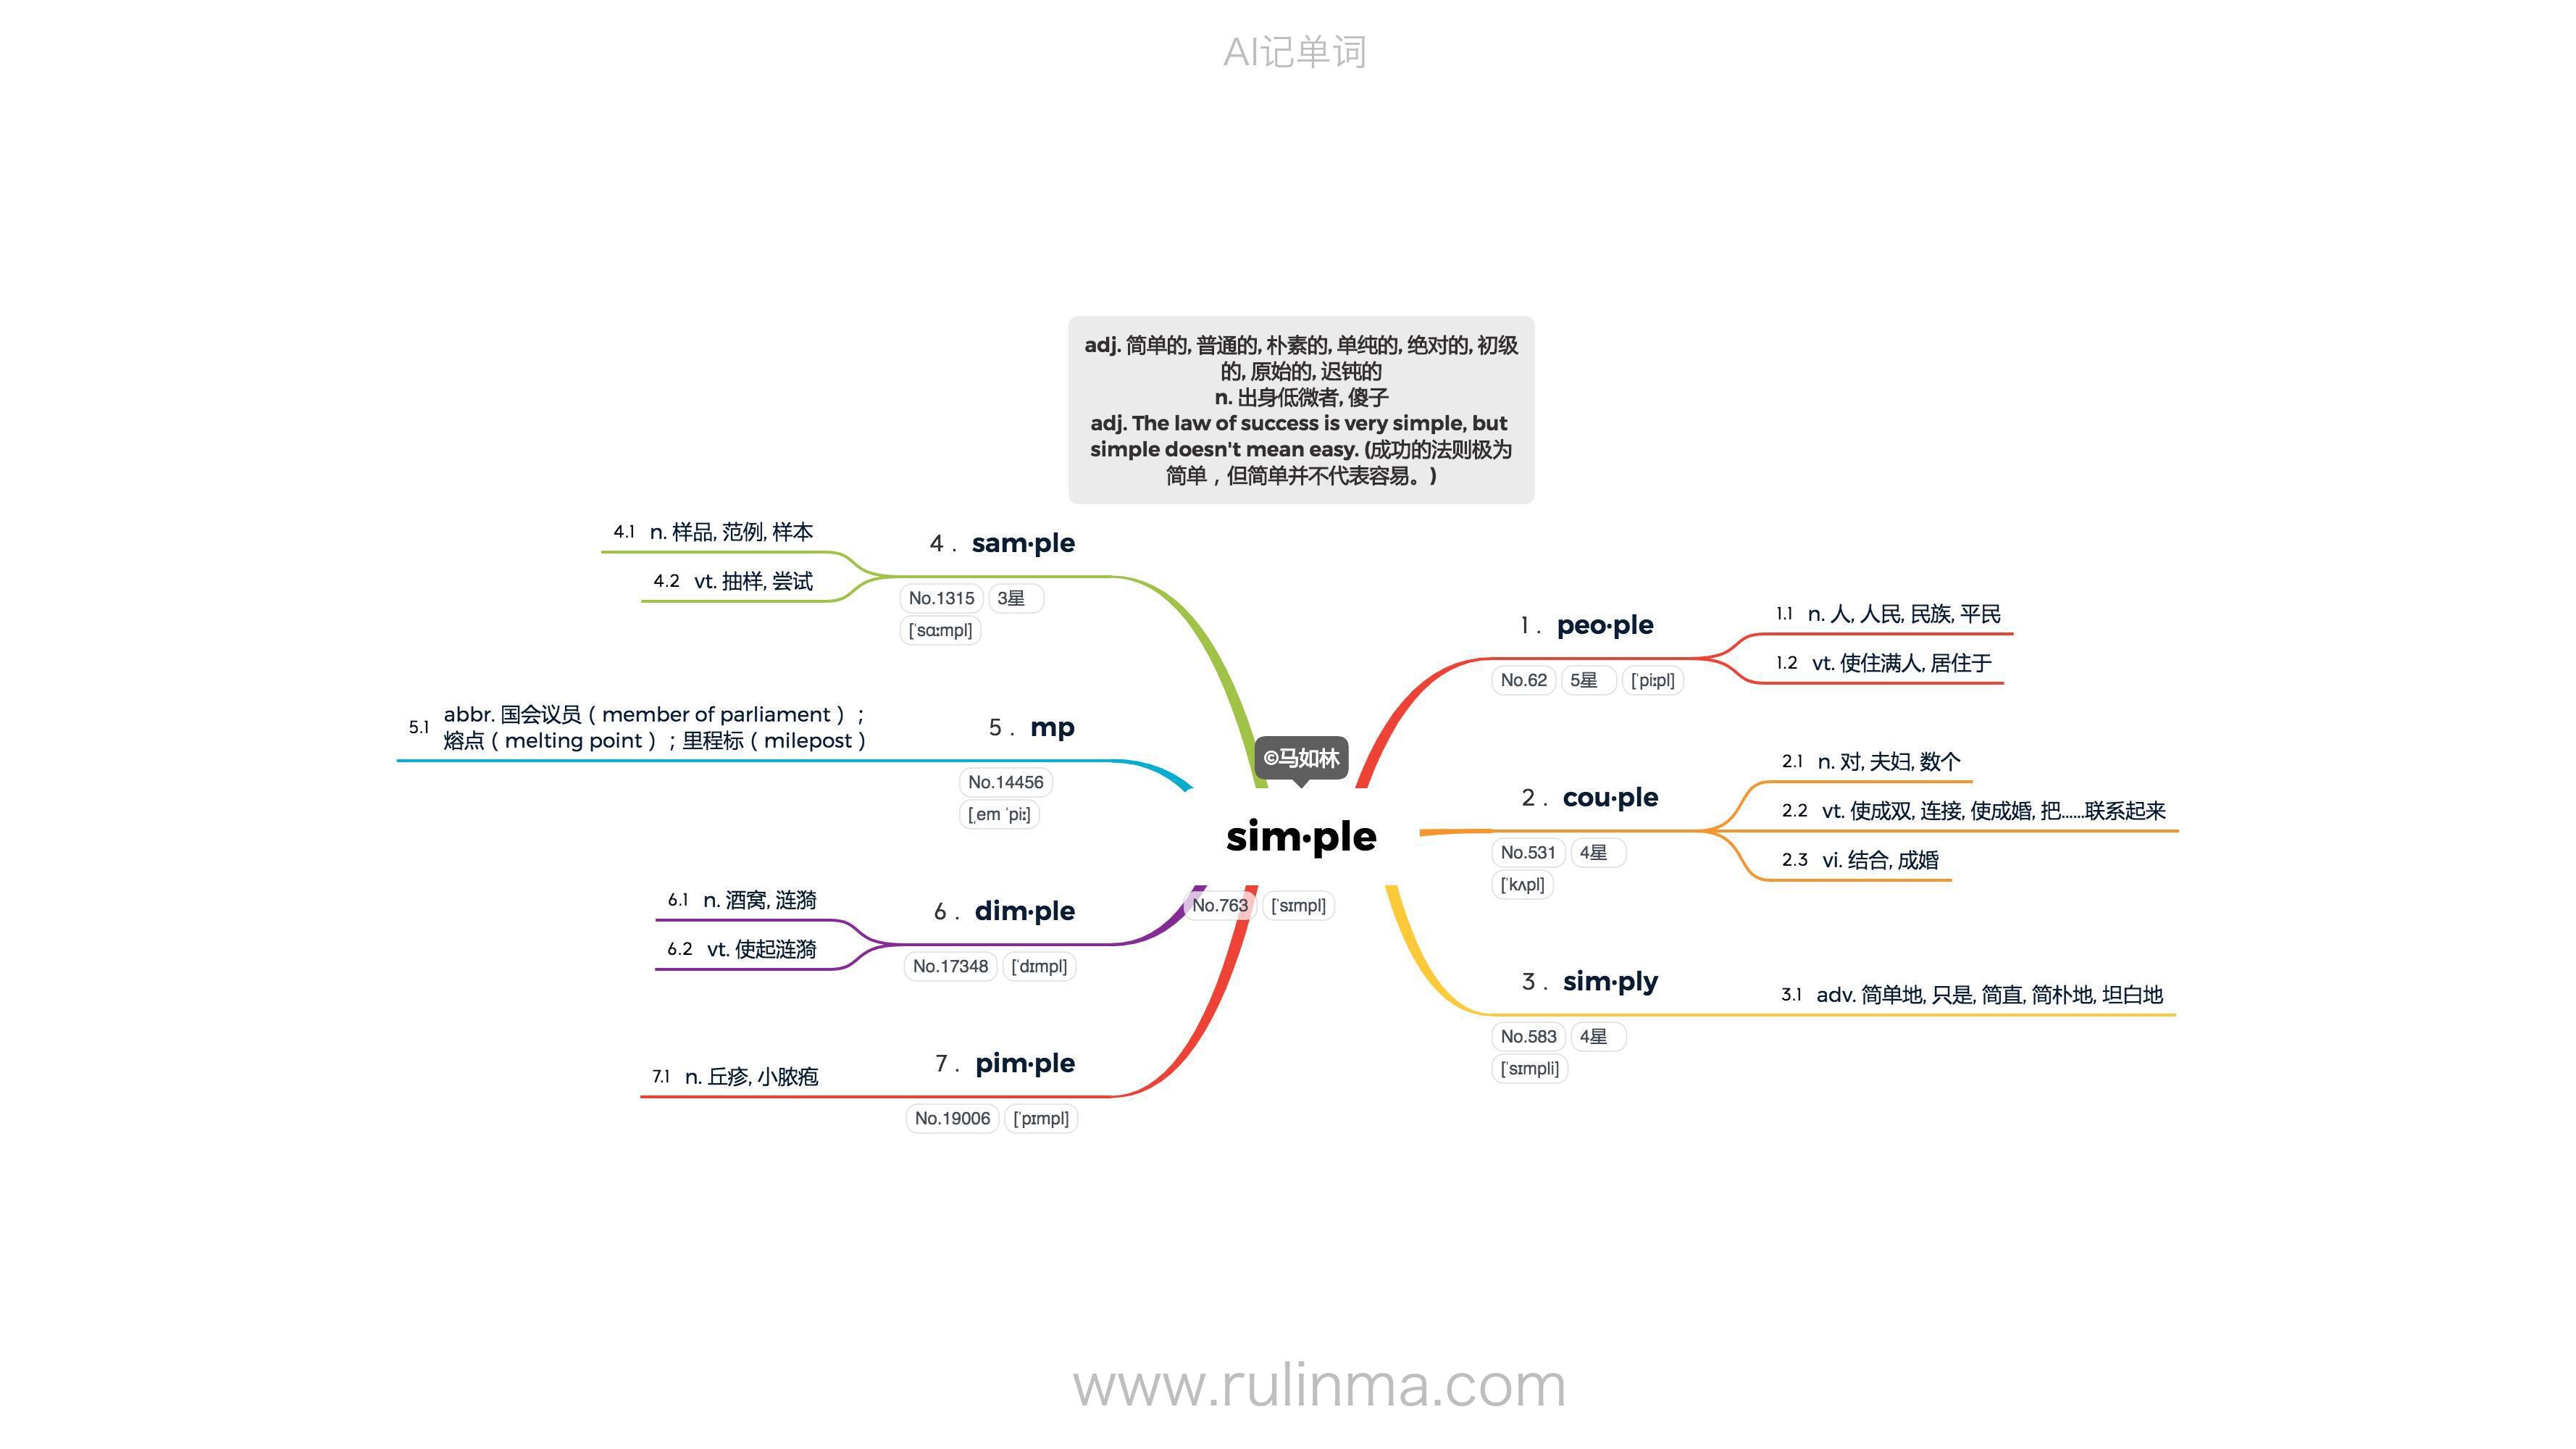 AI记单词
adj. 简单的, 普通的, 朴素的, 单纯的, 绝对的, 初级
的, 原始的, 迟钝的
n. 出身低微者, 傻子
adj. The law of success is very simple, but
simple doesn't mean easy. (成功的法则极为
简单，但简单并不代表容易。)
©马如林
sim·ple
No.763 [ˈsɪmpl]
1. peo·ple
No.62 5星 [ˈpiːpl]
1.1 n. 人, 人民, 民族, 平民
1.2 vt. 使住满人, 居住于
2. cou·ple
No.531 4星
[ˈkʌpl]
2.1 n. 对, 夫妇, 数个
2.2 vt. 使成双, 连接, 使成婚, 把……联系起来
2.3 vi. 结合, 成婚
3. sim·ply
No.583 4星
[ˈsɪmpli]
3.1 adv. 简单地, 只是, 简直, 简朴地, 坦白地
4. sam·ple
No.1315 3星
[ˈsɑːmpl]
4.1 n. 样品, 范例, 样本
4.2 vt. 抽样, 尝试
5. mp
No.14456
[ˌem ˈpiː]
5.1 abbr. 国会议员（member of parliament）；
熔点（melting point）；里程标（milepost）
6. dim·ple
No.17348 [ˈdɪmpl]
6.1 n. 酒窝, 涟漪
6.2 vt. 使起涟漪
7. pim·ple
No.19006 [ˈpɪmpl]
7.1 n. 丘疹, 小脓疱
www.rulinma.com